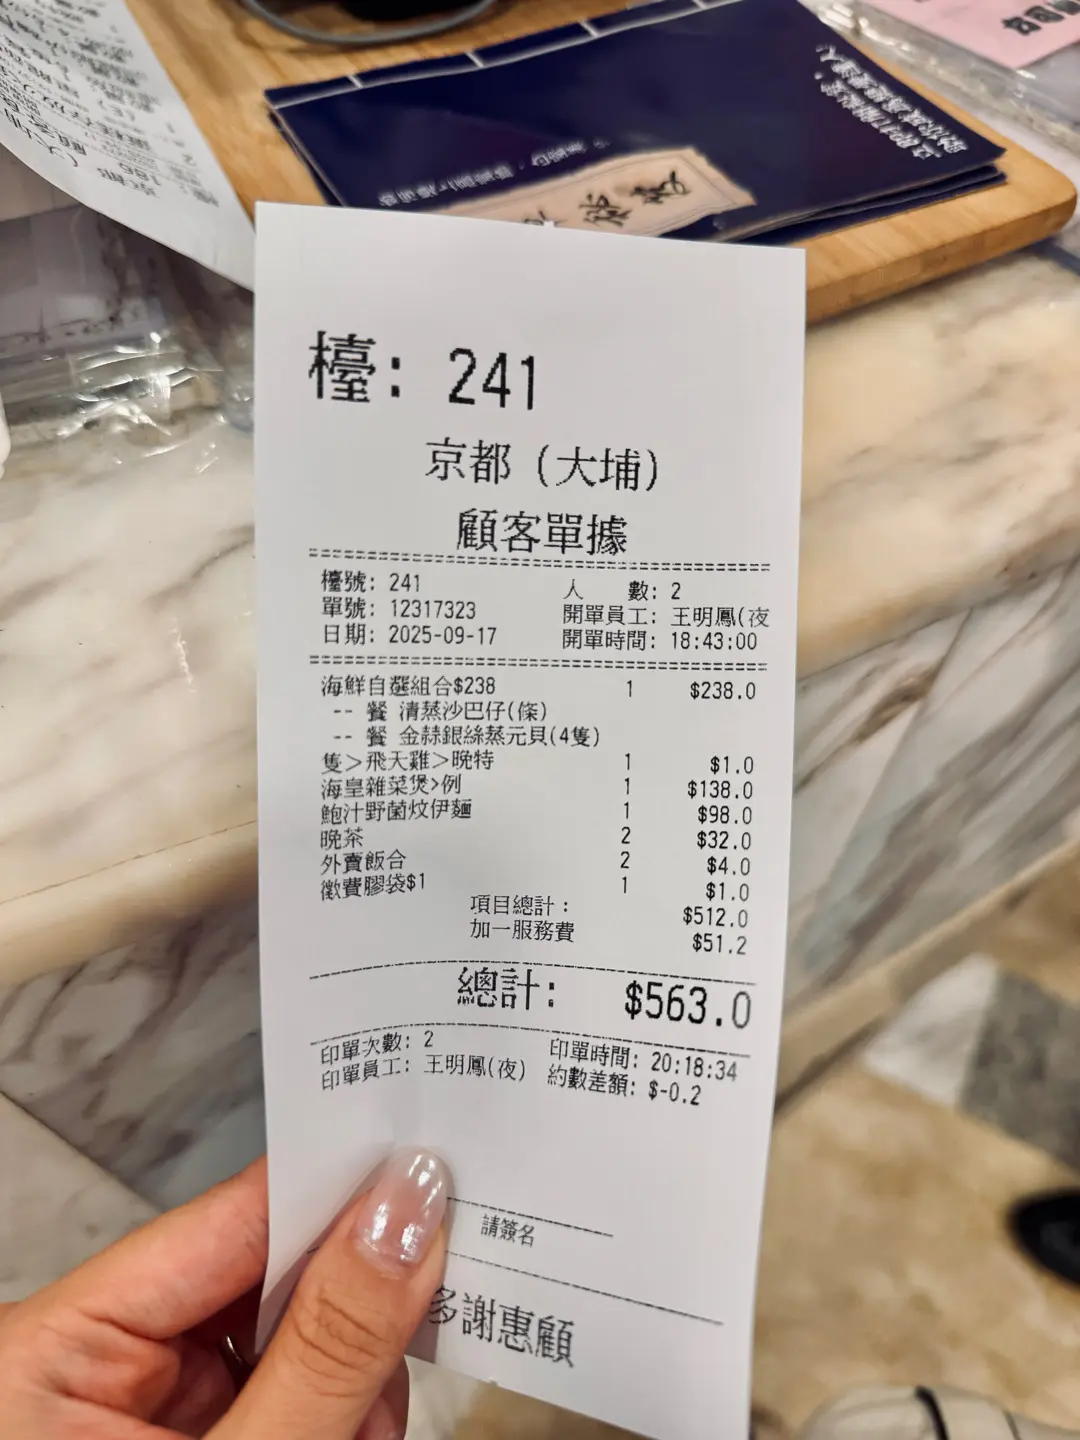 檯: 241
京都 (大埔)
顧客單據
檯號: 241 人 數: 2
單號: 12317323 開單員工: 王明鳳(夜
日期: 2025-09-17 開單時間: 18:43:00
海鮮自選組合$238 1 $238.0
-- 餐 清蒸沙巴仔(條)
-- 餐 金蒜銀絲蒸元貝(4隻)
隻>飛天雞>晚特 1 $1.0
海皇雜菜煲>例 1 $138.0
鮑汁野菌炆伊麵 1 $98.0
晚茶 2 $32.0
外賣飯合 2 $4.0
徵費膠袋$1 1 $1.0
項目總計: $512.0
加一服務費 $51.2
總計: $563.0
印單次數: 2 印單時間: 20:18:34
印單員工: 王明鳳(夜) 約數差額: $-0.2
請簽名
多謝惠顧